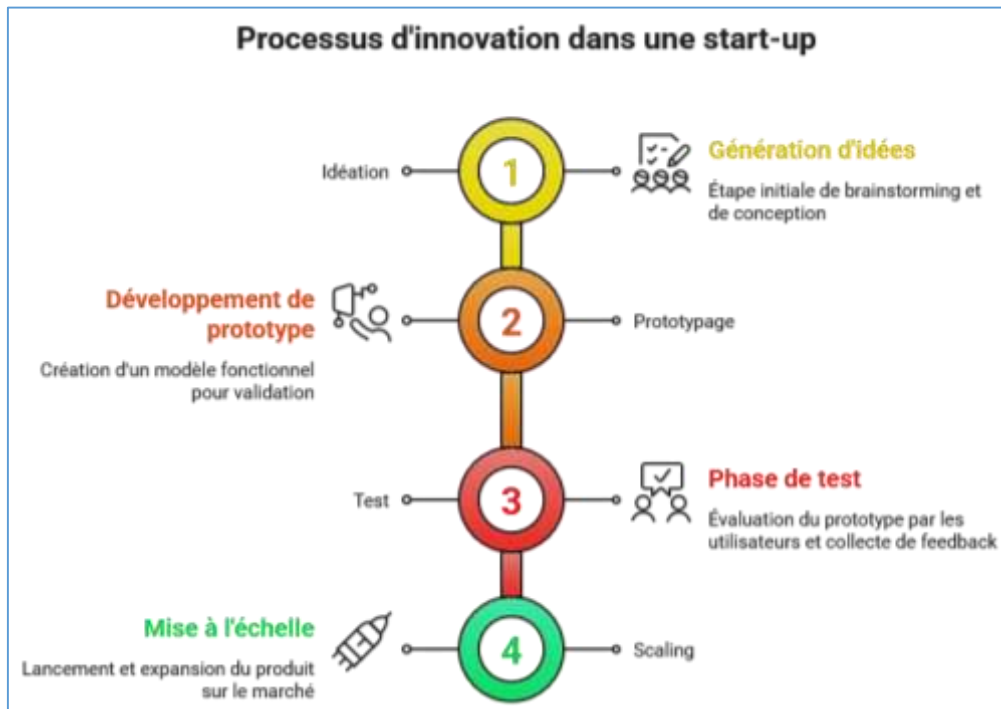 Processus d'innovation dans une start-up
Idéation
1
Génération d'idées
Étape initiale de brainstorming et
de conception
Développement de
prototype
Création d'un modèle fonctionnel
pour validation
2
Prototypage
Test
3
Phase de test
Évaluation du prototype par les
utilisateurs et collecte de feedback
Mise à l'échelle
Lancement et expansion du produit
sur le marché
4
Scaling